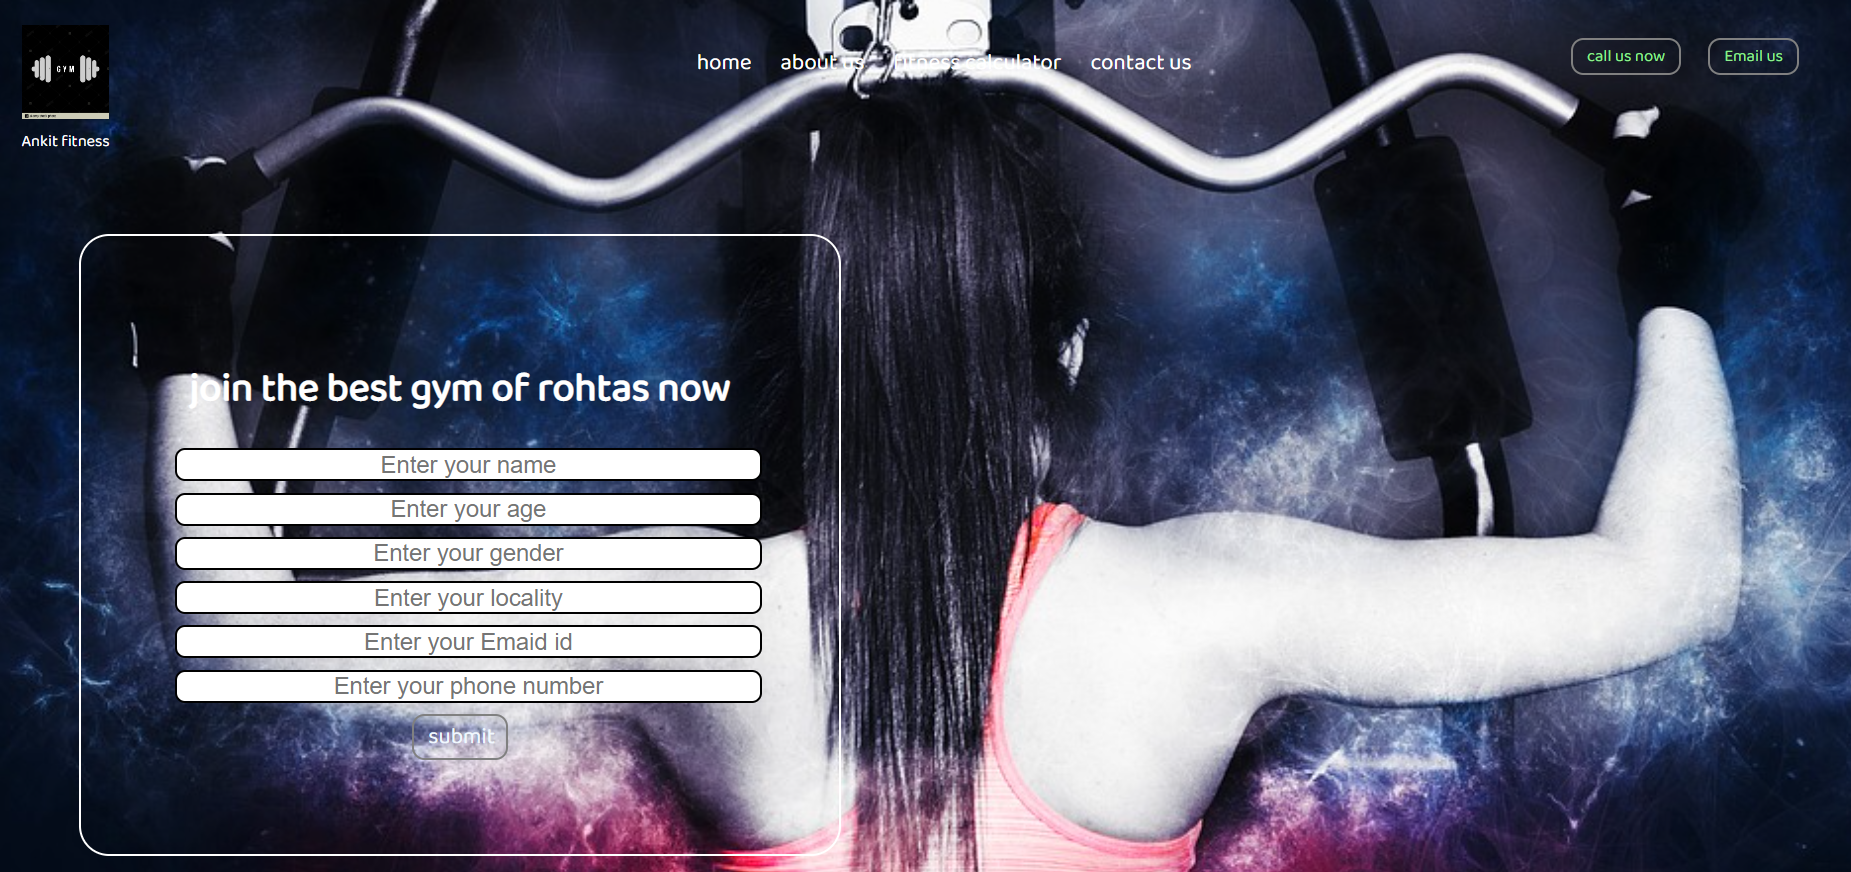 GYM
Ankit fitness
home about us fitness calculator contact us
call us now Email us
join the best gym of rohtas now
Enter your name
Enter your age
Enter your gender
Enter your locality
Enter your Emaid id
Enter your phone number
submit